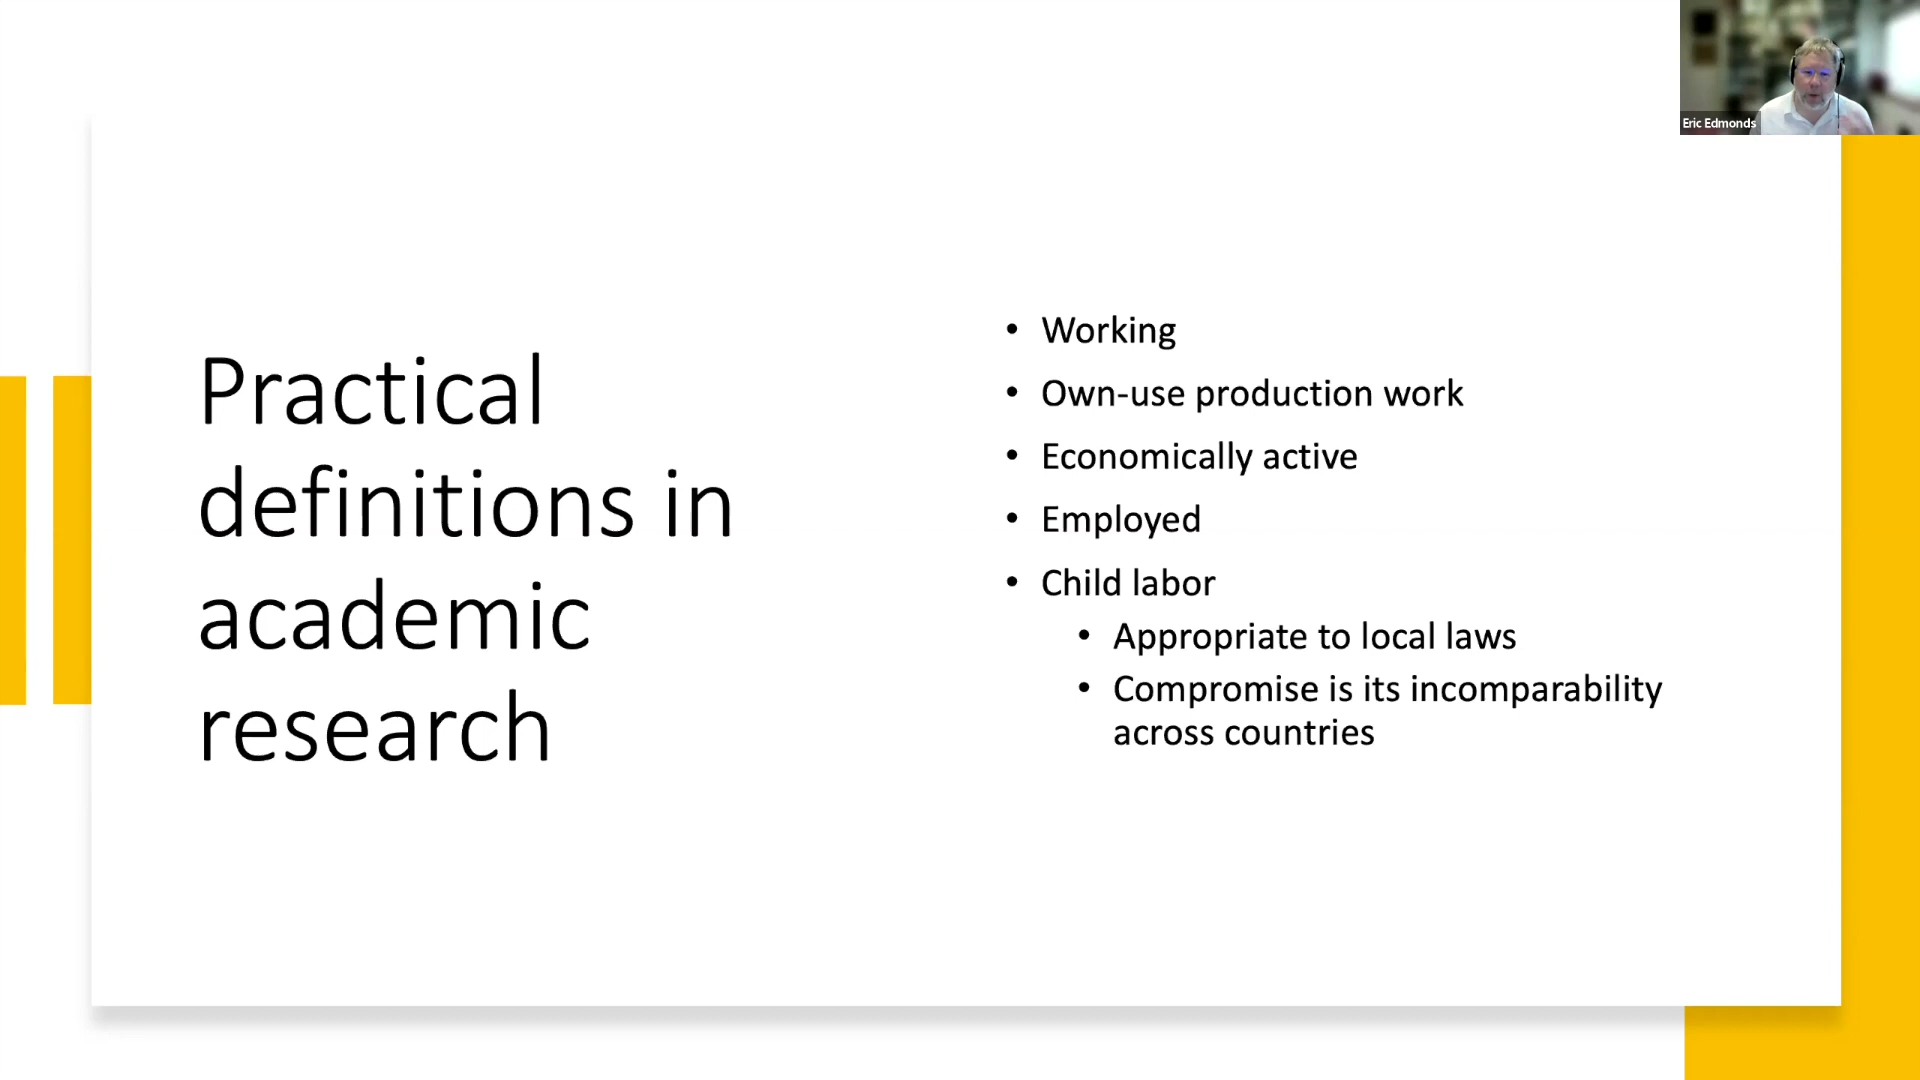 Eric Edmonds
Practical
definitions in
academic
research
• Working
• Own-use production work
• Economically active
• Employed
• Child labor
• Appropriate to local laws
• Compromise is its incomparability
across countries